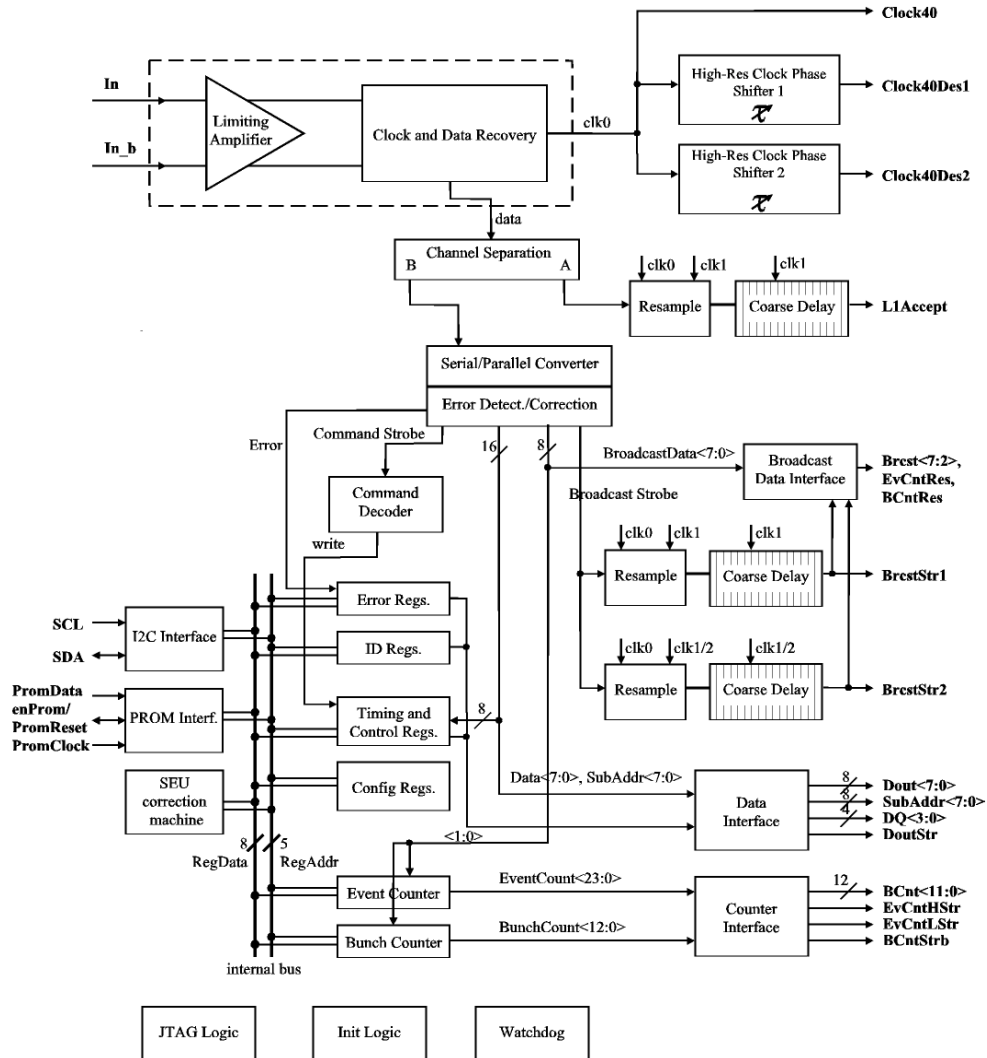 Clock40
In
High-Res Clock Phase
Shifter 1
Clock40Des1
Limiting
Amplifier
Clock and Data Recovery
clk0
In_b
High-Res Clock Phase
Shifter 2
Clock40Des2
data
Channel Separation
B
A
clk0
clk1
clk1
Resample
Coarse Delay
L1Accept
Serial/Parallel Converter
Error Detect./Correction
Error
Command Strobe
16
8
BroadcastData<7:0>
Broadcast
Data Interface
Brcst<7:2>,
EvCntRes,
BCntRes
Command
Decoder
Broadcast Strobe
write
clk0
clk1
clk1
Resample
Coarse Delay
BrcstStr1
Error Regs.
SCL
I2C Interface
SDA
ID Regs.
clk0
clk1/2
clk1/2
Resample
Coarse Delay
BrcstStr2
PromData
enProm/
PromReset
PromClock
PROM Interf.
Timing and
Control Regs.
8
SEU
correction
machine
Config Regs.
Data<7:0>, SubAddr<7:0>
Data
Interface
8
Dout<7:0>
8
SubAddr<7:0>
4
DQ<3:0>
DoutStr
<1:0>
8
5
RegData
RegAddr
Event Counter
EventCount<23:0>
Bunch Counter
BunchCount<12:0>
Counter
Interface
12
BCnt<11:0>
EvCntHStr
EvCntLStr
BCntStrb
internal bus
JTAG Logic
Init Logic
Watchdog